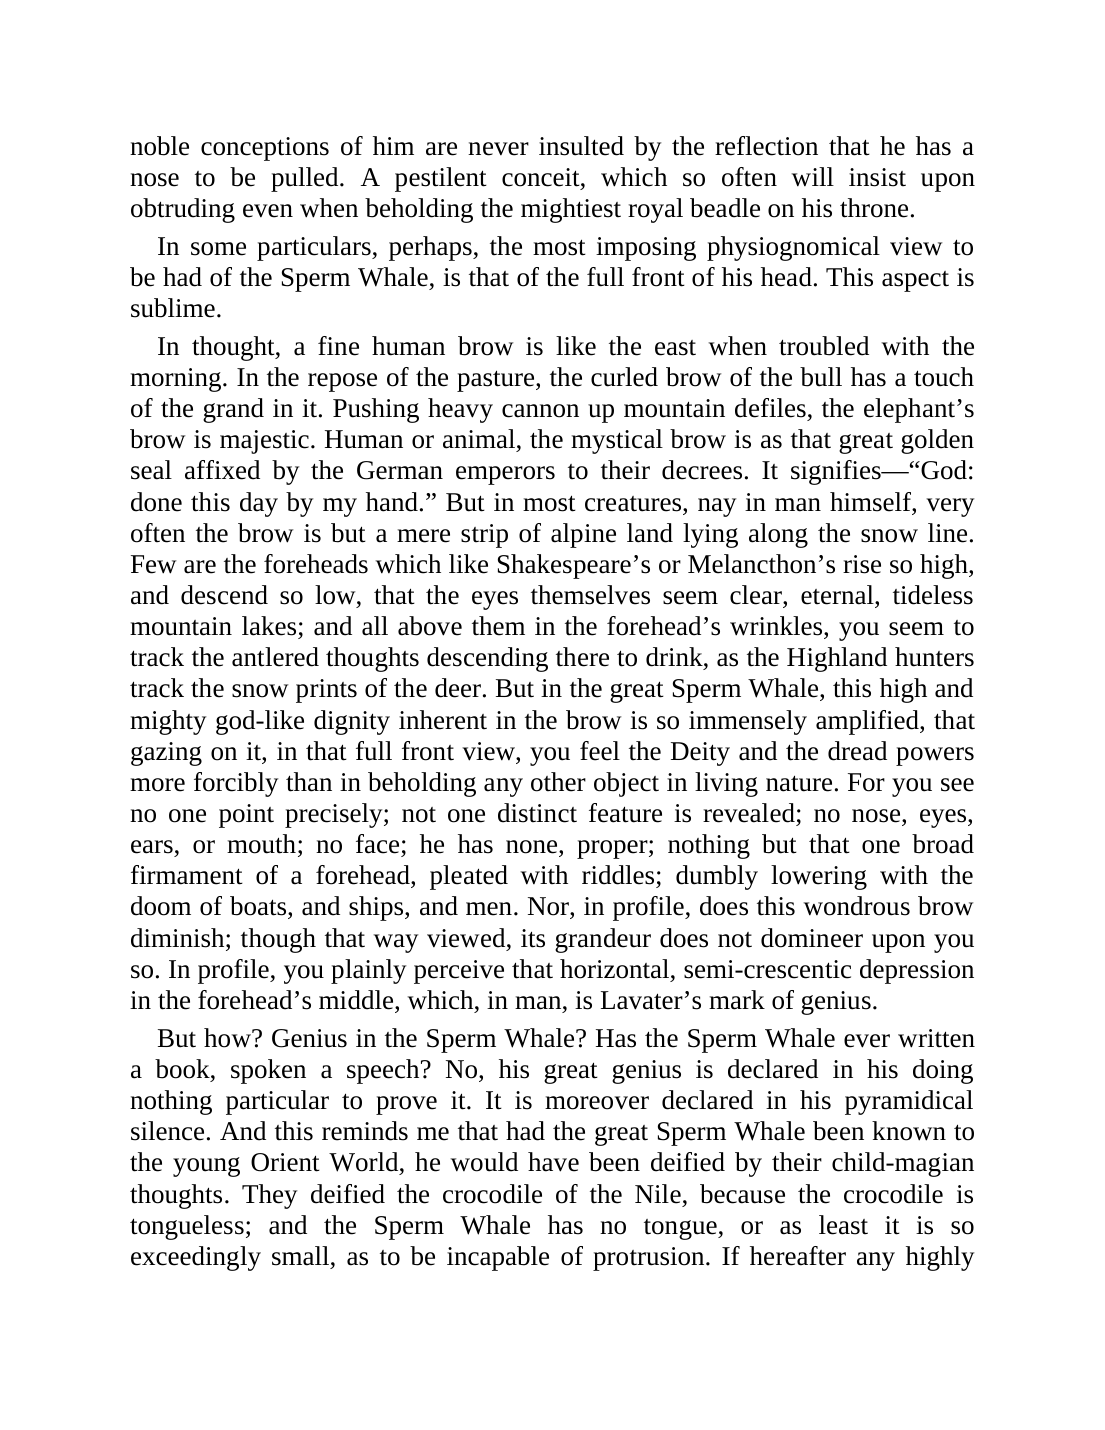 noble conceptions of him are never insulted by the reflection that he has a
nose to be pulled. A pestilent conceit, which so often will insist upon
obtruding even when beholding the mightiest royal beadle on his throne.
In some particulars, perhaps, the most imposing physiognomical view to
be had of the Sperm Whale, is that of the full front of his head. This aspect is
sublime.
In thought, a fine human brow is like the east when troubled with the
morning. In the repose of the pasture, the curled brow of the bull has a touch
of the grand in it. Pushing heavy cannon up mountain defiles, the elephant’s
brow is majestic. Human or animal, the mystical brow is as that great golden
seal affixed by the German emperors to their decrees. It signifies—“God:
done this day by my hand.” But in most creatures, nay in man himself, very
often the brow is but a mere strip of alpine land lying along the snow line.
Few are the foreheads which like Shakespeare’s or Melancthon’s rise so high,
and descend so low, that the eyes themselves seem clear, eternal, tideless
mountain lakes; and all above them in the forehead’s wrinkles, you seem to
track the antlered thoughts descending there to drink, as the Highland hunters
track the snow prints of the deer. But in the great Sperm Whale, this high and
mighty god-like dignity inherent in the brow is so immensely amplified, that
gazing on it, in that full front view, you feel the Deity and the dread powers
more forcibly than in beholding any other object in living nature. For you see
no one point precisely; not one distinct feature is revealed; no nose, eyes,
ears, or mouth; no face; he has none, proper; nothing but that one broad
firmament of a forehead, pleated with riddles; dumbly lowering with the
doom of boats, and ships, and men. Nor, in profile, does this wondrous brow
diminish; though that way viewed, its grandeur does not domineer upon you
so. In profile, you plainly perceive that horizontal, semi-crescentic depression
in the forehead’s middle, which, in man, is Lavater’s mark of genius.
But how? Genius in the Sperm Whale? Has the Sperm Whale ever written
a book, spoken a speech? No, his great genius is declared in his doing
nothing particular to prove it. It is moreover declared in his pyramidical
silence. And this reminds me that had the great Sperm Whale been known to
the young Orient World, he would have been deified by their child-magian
thoughts. They deified the crocodile of the Nile, because the crocodile is
tongueless; and the Sperm Whale has no tongue, or as least it is so
exceedingly small, as to be incapable of protrusion. If hereafter any highly